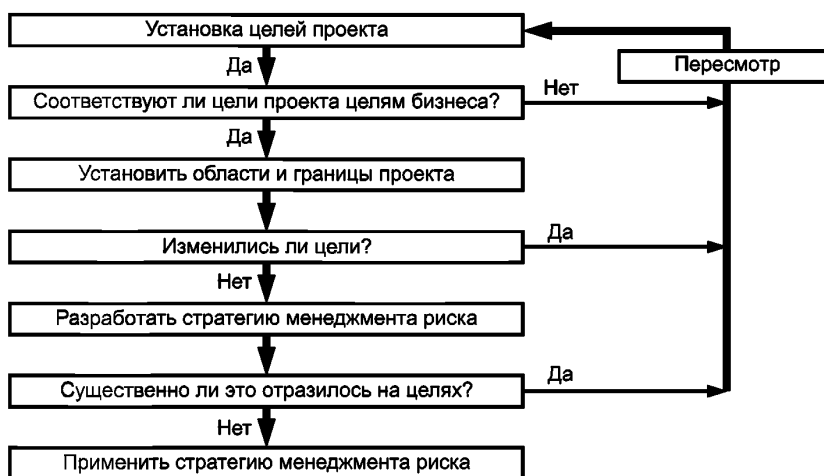 Установка целей проекта
Да
Пересмотр
Соответствуют ли цели проекта целям бизнеса?
Нет
Да
Установить области и границы проекта
Изменились ли цели?
Да
Нет
Разработать стратегию менеджмента риска
Существенно ли это отразилось на целях?
Да
Нет
Применить стратегию менеджмента риска